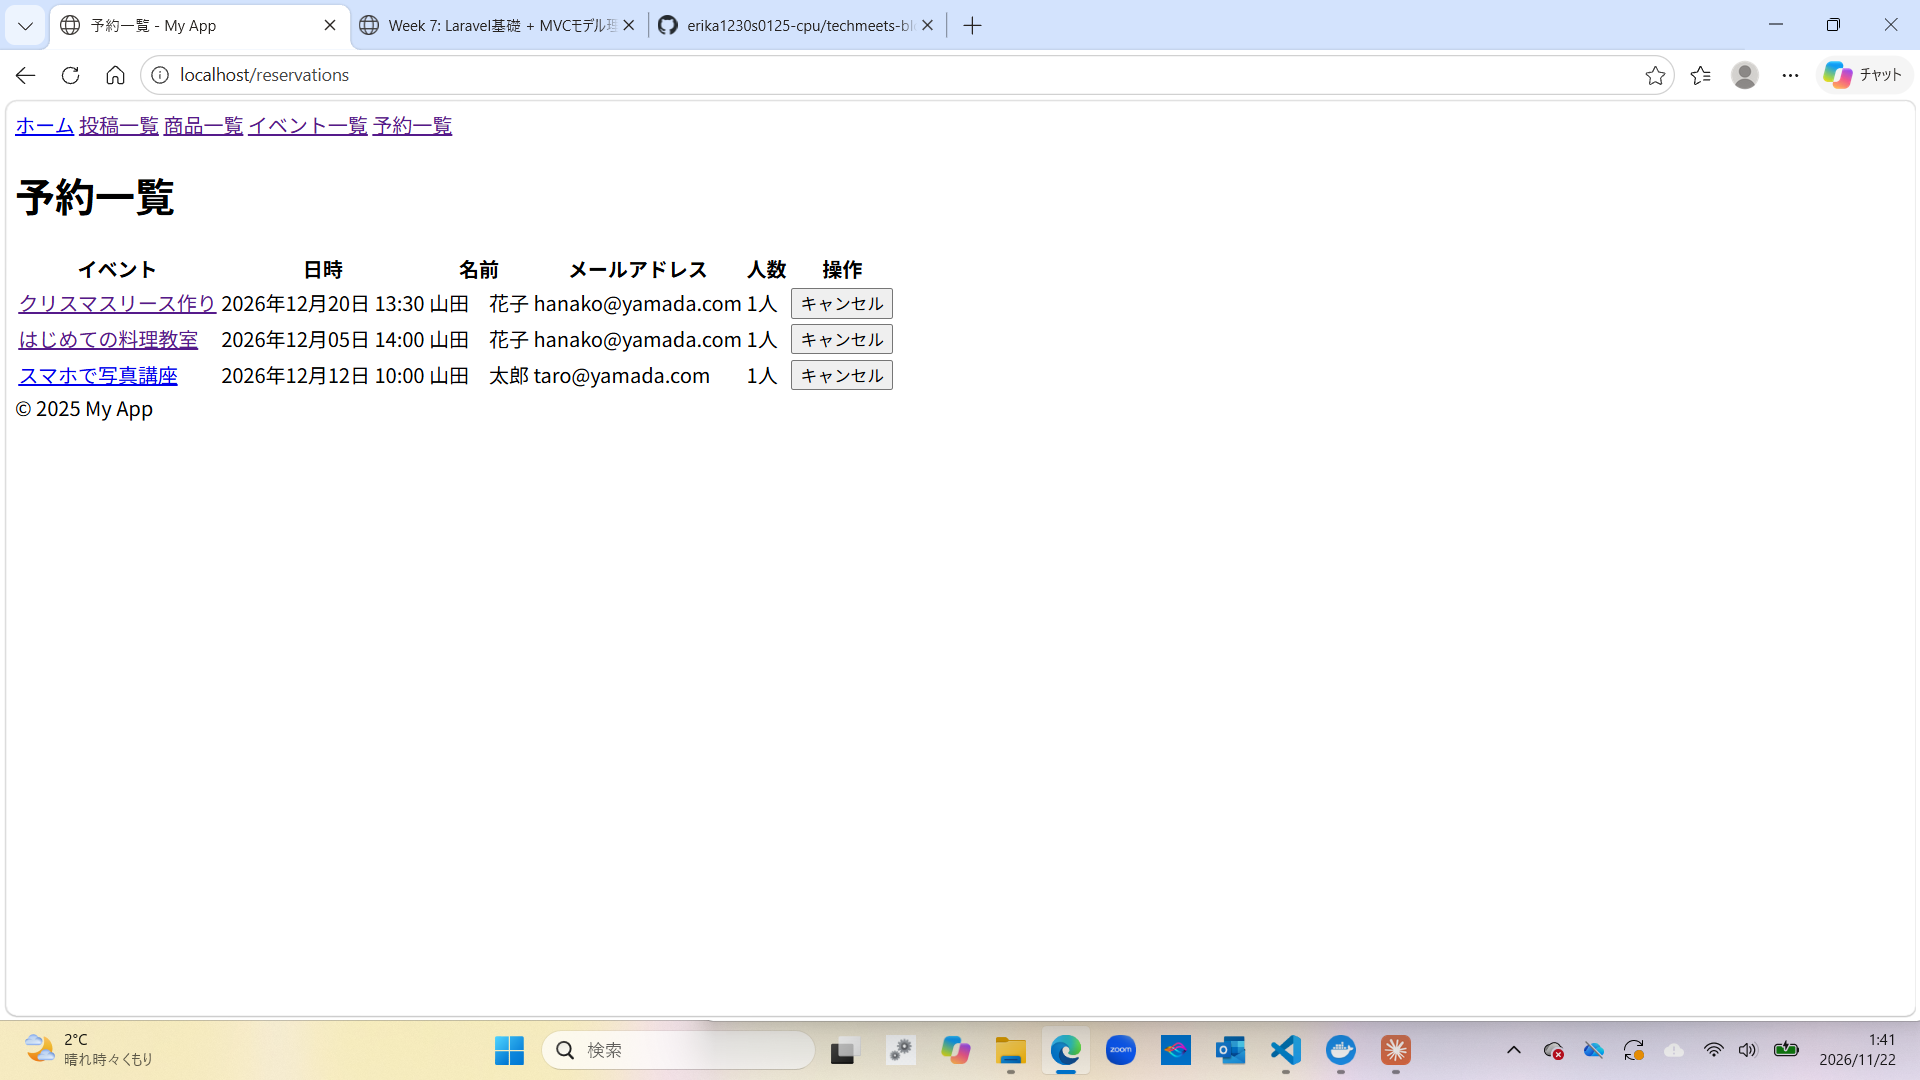 予約一覧 - My App
Week 7: Laravel基礎 + MVCモデル理
erika1230s0125-cpu/techmeets-bl
localhost/reservations
チャット
ホーム 投稿一覧 商品一覧 イベント一覧 予約一覧
予約一覧
イベント 日時 名前 メールアドレス 人数 操作
クリスマスリース作り 2026年12月20日 13:30 山田　花子 hanako@yamada.com 1人 キャンセル
はじめての料理教室 2026年12月05日 14:00 山田　花子 hanako@yamada.com 1人 キャンセル
スマホで写真講座 2026年12月12日 10:00 山田　太郎 taro@yamada.com 1人 キャンセル
© 2025 My App
2°C
晴れ時々くもり
検索
zoom
1:41
2026/11/22